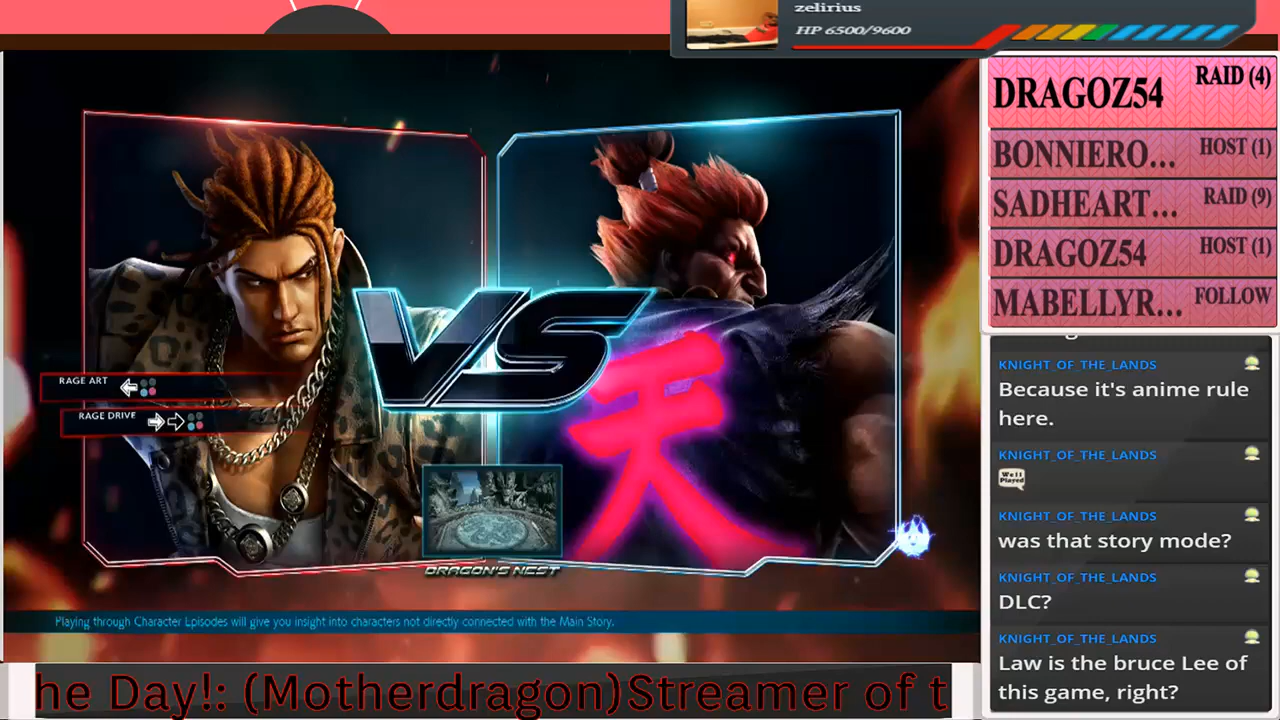 zelirius
HP 6500/9600
DRAGOZ54 RAID (4)
BONNIERO... HOST (1)
SADHEART... RAID (9)
DRAGOZ54 HOST (1)
MABELLYR... FOLLOW
VS
RAGE ART
RAGE DRIVE
天
DRAGON'S NEST
Playing through Character Episodes will give you insight into characters not directly connected with the Main Story.
KNIGHT_OF_THE_LANDS
Because it's anime rule
here.
KNIGHT_OF_THE_LANDS
Well
Played
KNIGHT_OF_THE_LANDS
was that story mode?
KNIGHT_OF_THE_LANDS
DLC?
KNIGHT_OF_THE_LANDS
Law is the bruce Lee of
this game, right?
he Day!: (Motherdragon)Streamer of t